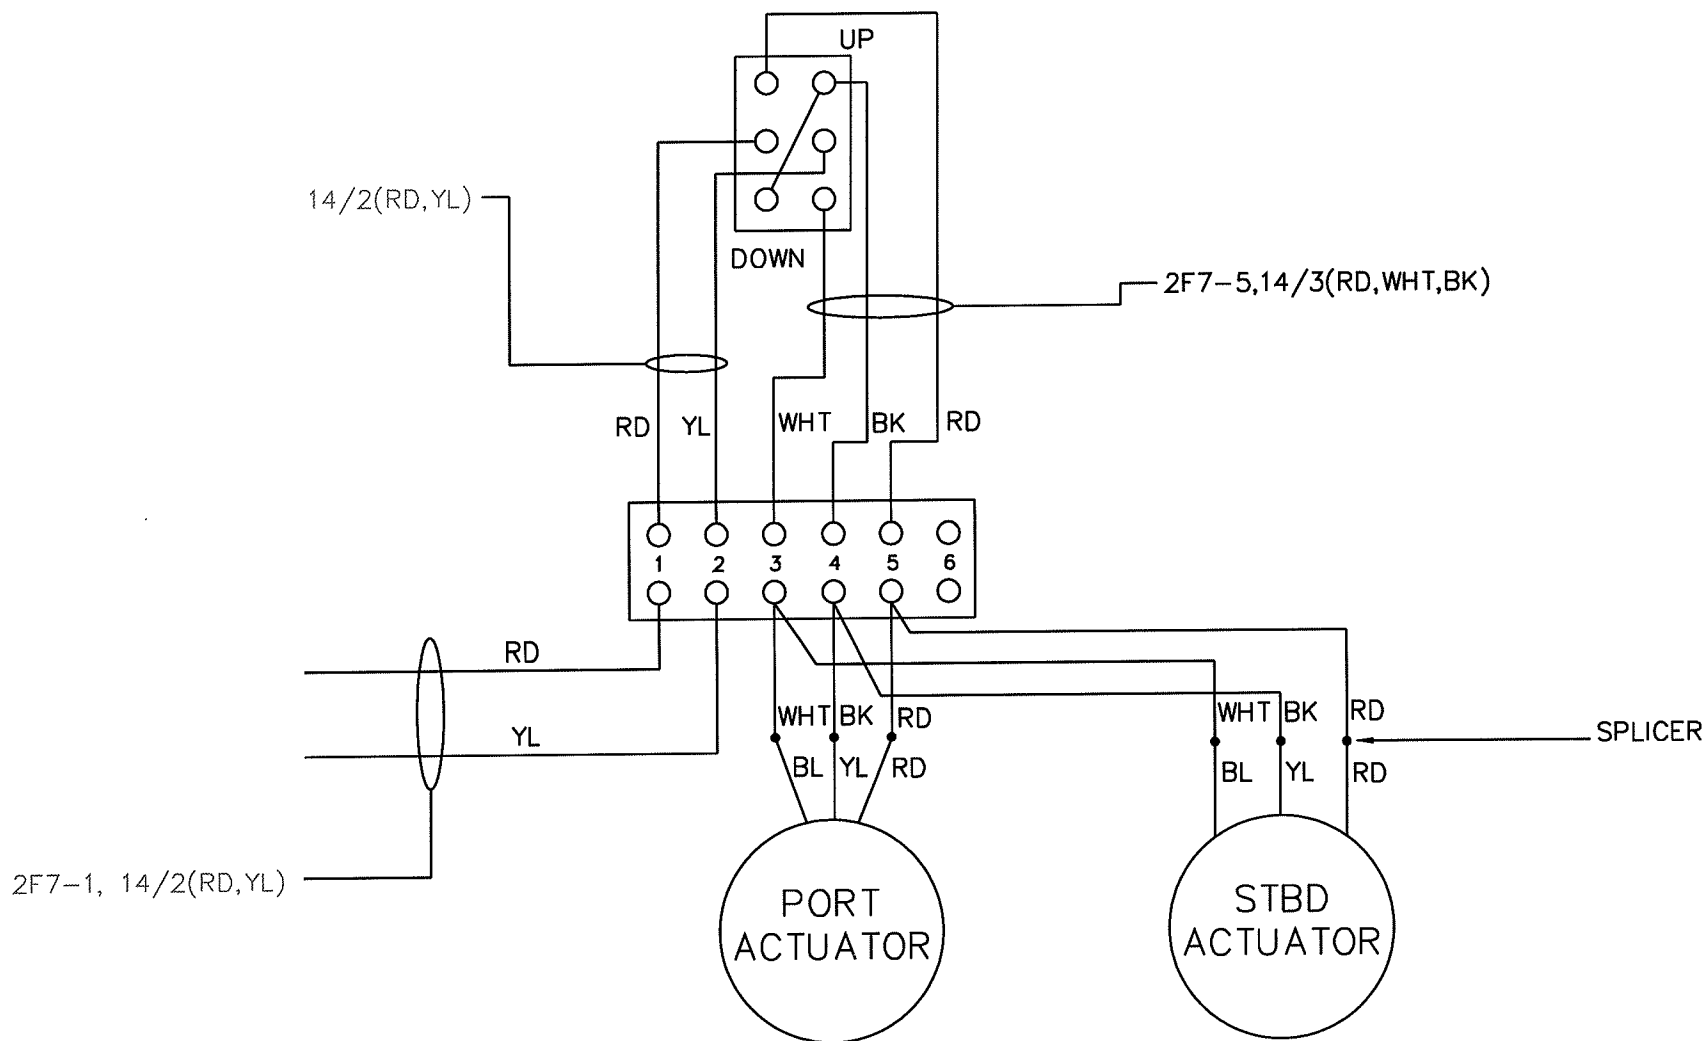 UP
14/2(RD,YL)
DOWN
2F7-5,14/3(RD,WHT,BK)
RD YL WHT BK RD
1 2 3 4 5 6
RD
YL
WHT BK RD
BL YL RD
WHT BK RD
SPLICER
BL YL RD
2F7-1, 14/2(RD,YL)
PORT
ACTUATOR
STBD
ACTUATOR